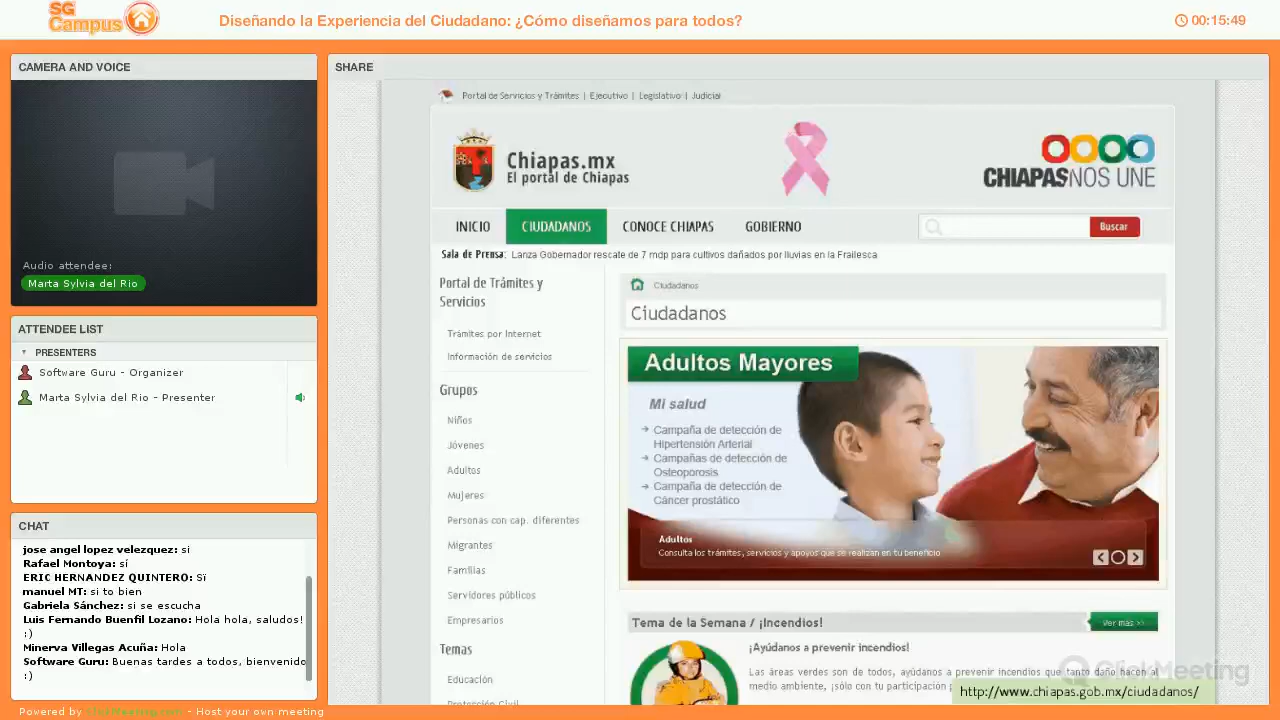 SG Campus
Diseñando la Experiencia del Ciudadano: ¿Cómo diseñamos para todos?
00:15:49
CAMERA AND VOICE
Audio attendee:
Marta Sylvia del Rio
ATTENDEE LIST
PRESENTERS
Software Guru - Organizer
Marta Sylvia del Rio - Presenter
CHAT
jose angel lopez velezquez: si
Rafael Montoya: sí
ERIC HERNANDEZ QUINTERO: Sï
manuel MT: si to bien
Gabriela Sánchez: si se escucha
Luis Fernando Buenfil Lozano: Hola hola, saludos!
:)
Minerva Villegas Acuña: Hola
Software Guru: Buenas tardes a todos, bienvenido
:)
Powered by ClickMeeting.com - Host your own meeting
SHARE
Portal de Servicios y Trámites | Ejecutivo | Legislativo | Judicial
Chiapas.mx
El portal de Chiapas
CHIAPASNOS UNE
INICIO
CIUDADANOS
CONOCE CHIAPAS
GOBIERNO
Buscar
Sala de Prensa: Lanza Gobernador rescate de 7 mdp para cultivos dañados por lluvias en la Frailesca
Portal de Trámites y
Servicios
Trámites por Internet
Información de servicios
Grupos
Niños
Jóvenes
Adultos
Mujeres
Personas con cap. diferentes
Migrantes
Familias
Servidores públicos
Empresarios
Temas
Educación
Protección Civil
Ciudadanos
Ciudadanos
Adultos Mayores
Mi salud
Campaña de detección de
Hipertensión Arterial
Campañas de detección de
Osteoporosis
Campaña de detección de
Cáncer prostático
Adultos
Consulta los trámites, servicios y apoyos que se realizan en tu beneficio
Tema de la Semana / ¡Incendios!
Ver más >>
¡Ayúdanos a prevenir incendios!
Las áreas verdes son de todos, ayúdanos a prevenir incendios que tanto daño hacen al
medio ambiente, ¡sólo con tu participación
ClickMeeting
http://www.chiapas.gob.mx/ciudadanos/